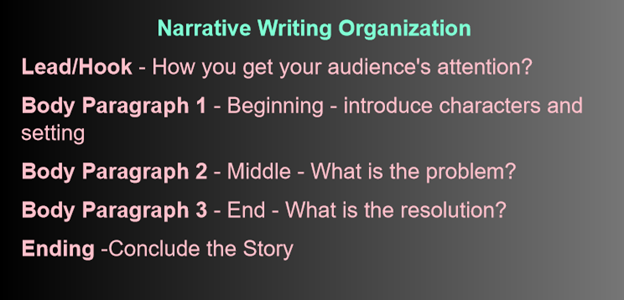 Narrative Writing Organization
Lead/Hook - How you get your audience's attention?
Body Paragraph 1 - Beginning - introduce characters and
setting
Body Paragraph 2 - Middle - What is the problem?
Body Paragraph 3 - End - What is the resolution?
Ending -Conclude the Story